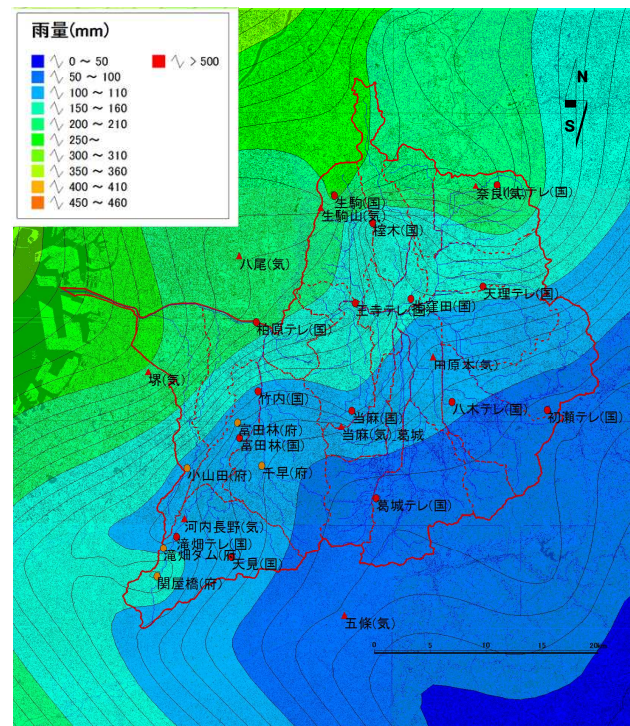 雨量(mm)
0 ～ 50
> 500
50 ～ 100
100 ～ 110
150 ～ 160
200 ～ 210
250～
300 ～ 310
350 ～ 360
400 ～ 410
450 ～ 460
N
S
生駒(国)
奈良(気)
テレ(国)
生駒山(気)
桎木(国)
八尾(気)
天理テレ(国)
王寺テレ(国)
窪田(国)
柏原テレ(国)
田原本(気)
堺(気)
竹内(国)
八木テレ(国)
初瀬テレ(国)
当麻(国)
富田林(府)
当麻(気)_葛城
富田林(国)
小山田(府)
千早(府)
葛城テレ(国)
河内長野(気)
滝畑テレ(国)
滝畑ダム(府)
天見(国)
関屋橋(府)
五條(気)
0
5
10
15
20km